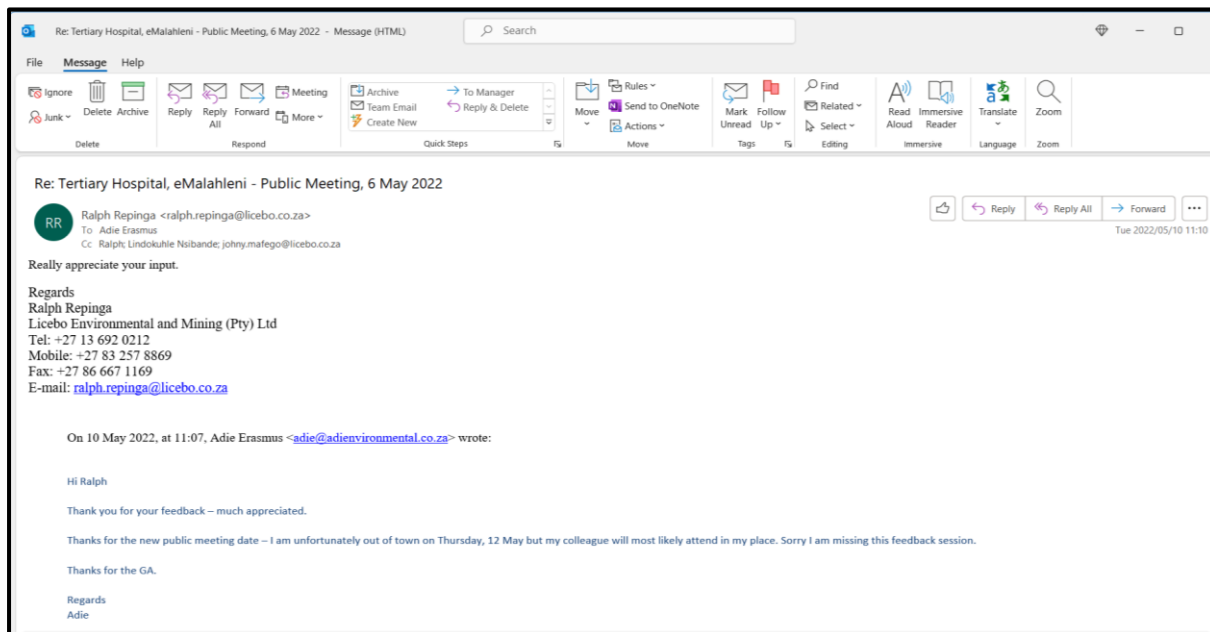 Re: Tertiary Hospital, eMalahleni - Public Meeting, 6 May 2022 - Message (HTML)
Search
File Message Help
Ignore
Junk
Delete
Archive
Delete
Reply
Reply All
Forward
Meeting
More
Respond
Archive
To Manager
Team Email
Reply & Delete
Create New
Quick Steps
Move
Rules
Send to OneNote
Actions
Move
Mark Unread
Follow Up
Tags
Find
Related
Select
Editing
Read Aloud
Immersive Reader
Immersive
Translate
Language
Zoom
Zoom
Re: Tertiary Hospital, eMalahleni - Public Meeting, 6 May 2022
RR
Ralph Repinga <ralph.repinga@licebo.co.za>
To Adie Erasmus
Cc Ralph; Lindokuhle Nsibande; johny.mafego@licebo.co.za
Reply
Reply All
Forward
Tue 2022/05/10 11:10
Really appreciate your input.
Regards
Ralph Repinga
Licebo Environmental and Mining (Pty) Ltd
Tel: +27 13 692 0212
Mobile: +27 83 257 8869
Fax: +27 86 667 1169
E-mail: ralph.repinga@licebo.co.za
On 10 May 2022, at 11:07, Adie Erasmus <adie@adienvironmental.co.za> wrote:
Hi Ralph
Thank you for your feedback – much appreciated.
Thanks for the new public meeting date – I am unfortunately out of town on Thursday, 12 May but my colleague will most likely attend in my place. Sorry I am missing this feedback session.
Thanks for the GA.
Regards
Adie